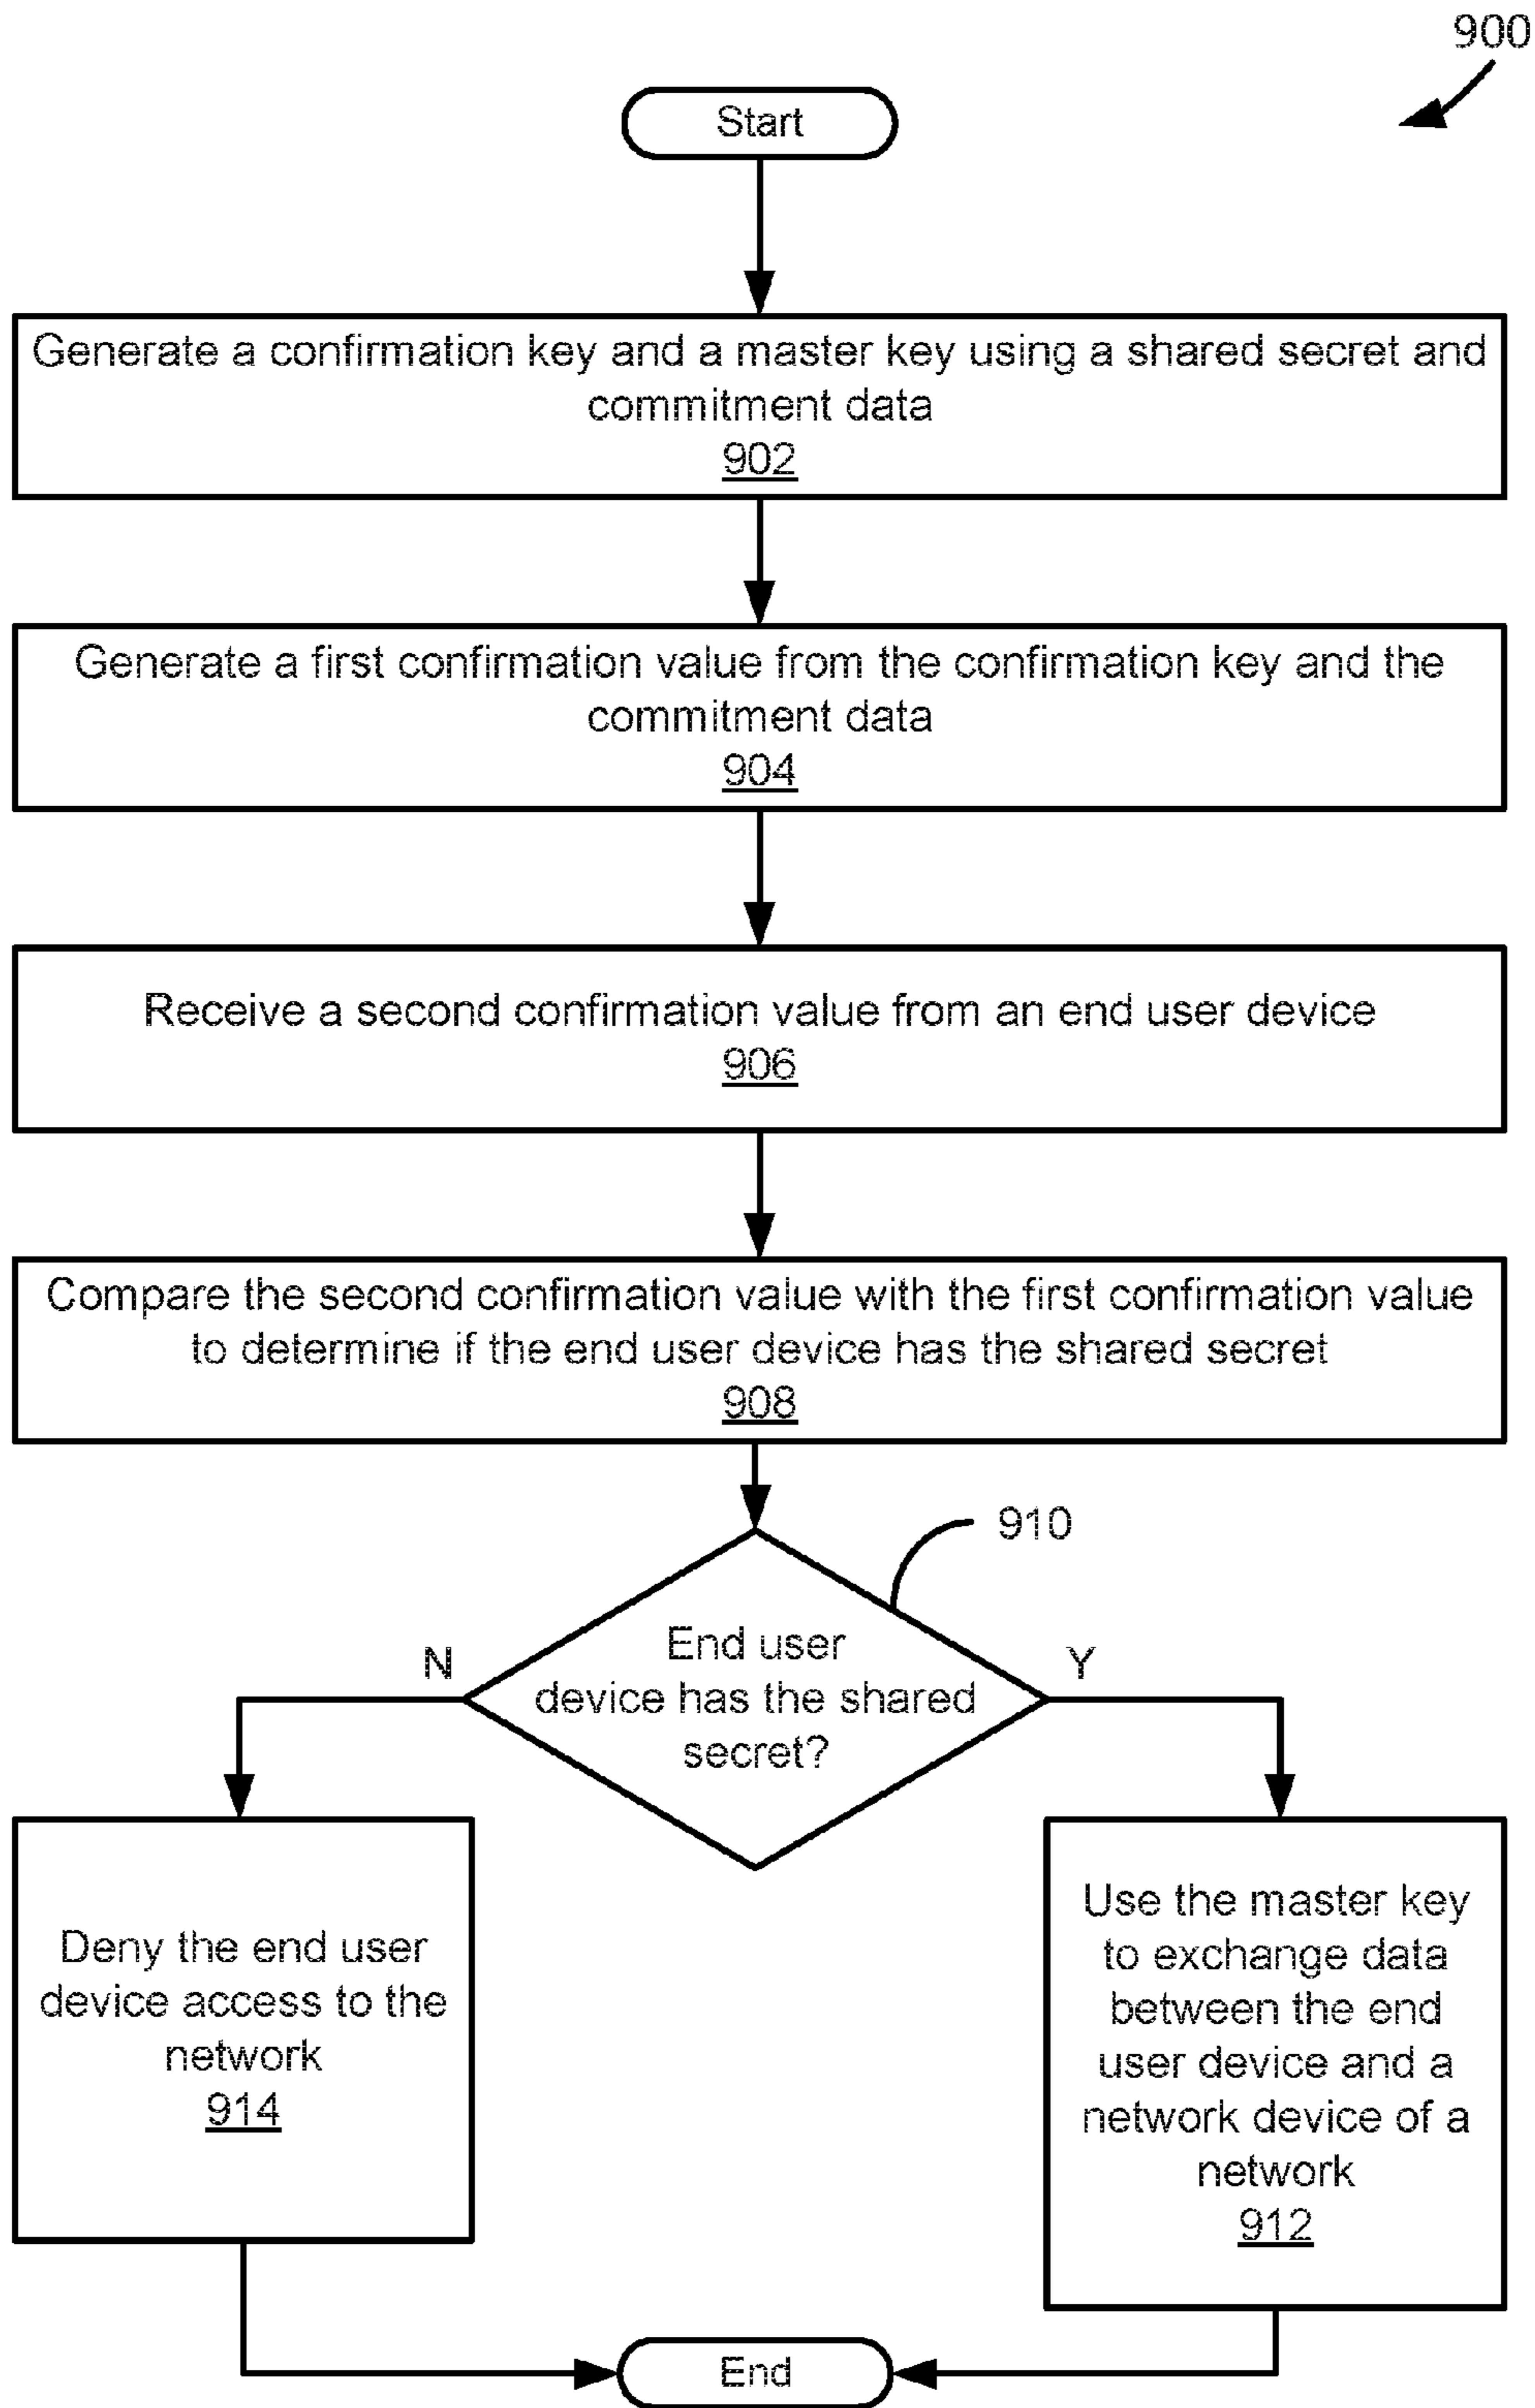 900
Start
Generate a confirmation key and a master key using a shared secret and
commitment data
902
Generate a first confirmation value from the confirmation key and the
commitment data
904
Receive a second confirmation value from an end user device
906
Compare the second confirmation value with the first confirmation value
to determine if the end user device has the shared secret
908
910
End user
device has the shared
secret?
N
Y
Deny the end user
device access to the
network
914
Use the master key
to exchange data
between the end
user device and a
network device of a
network
912
End